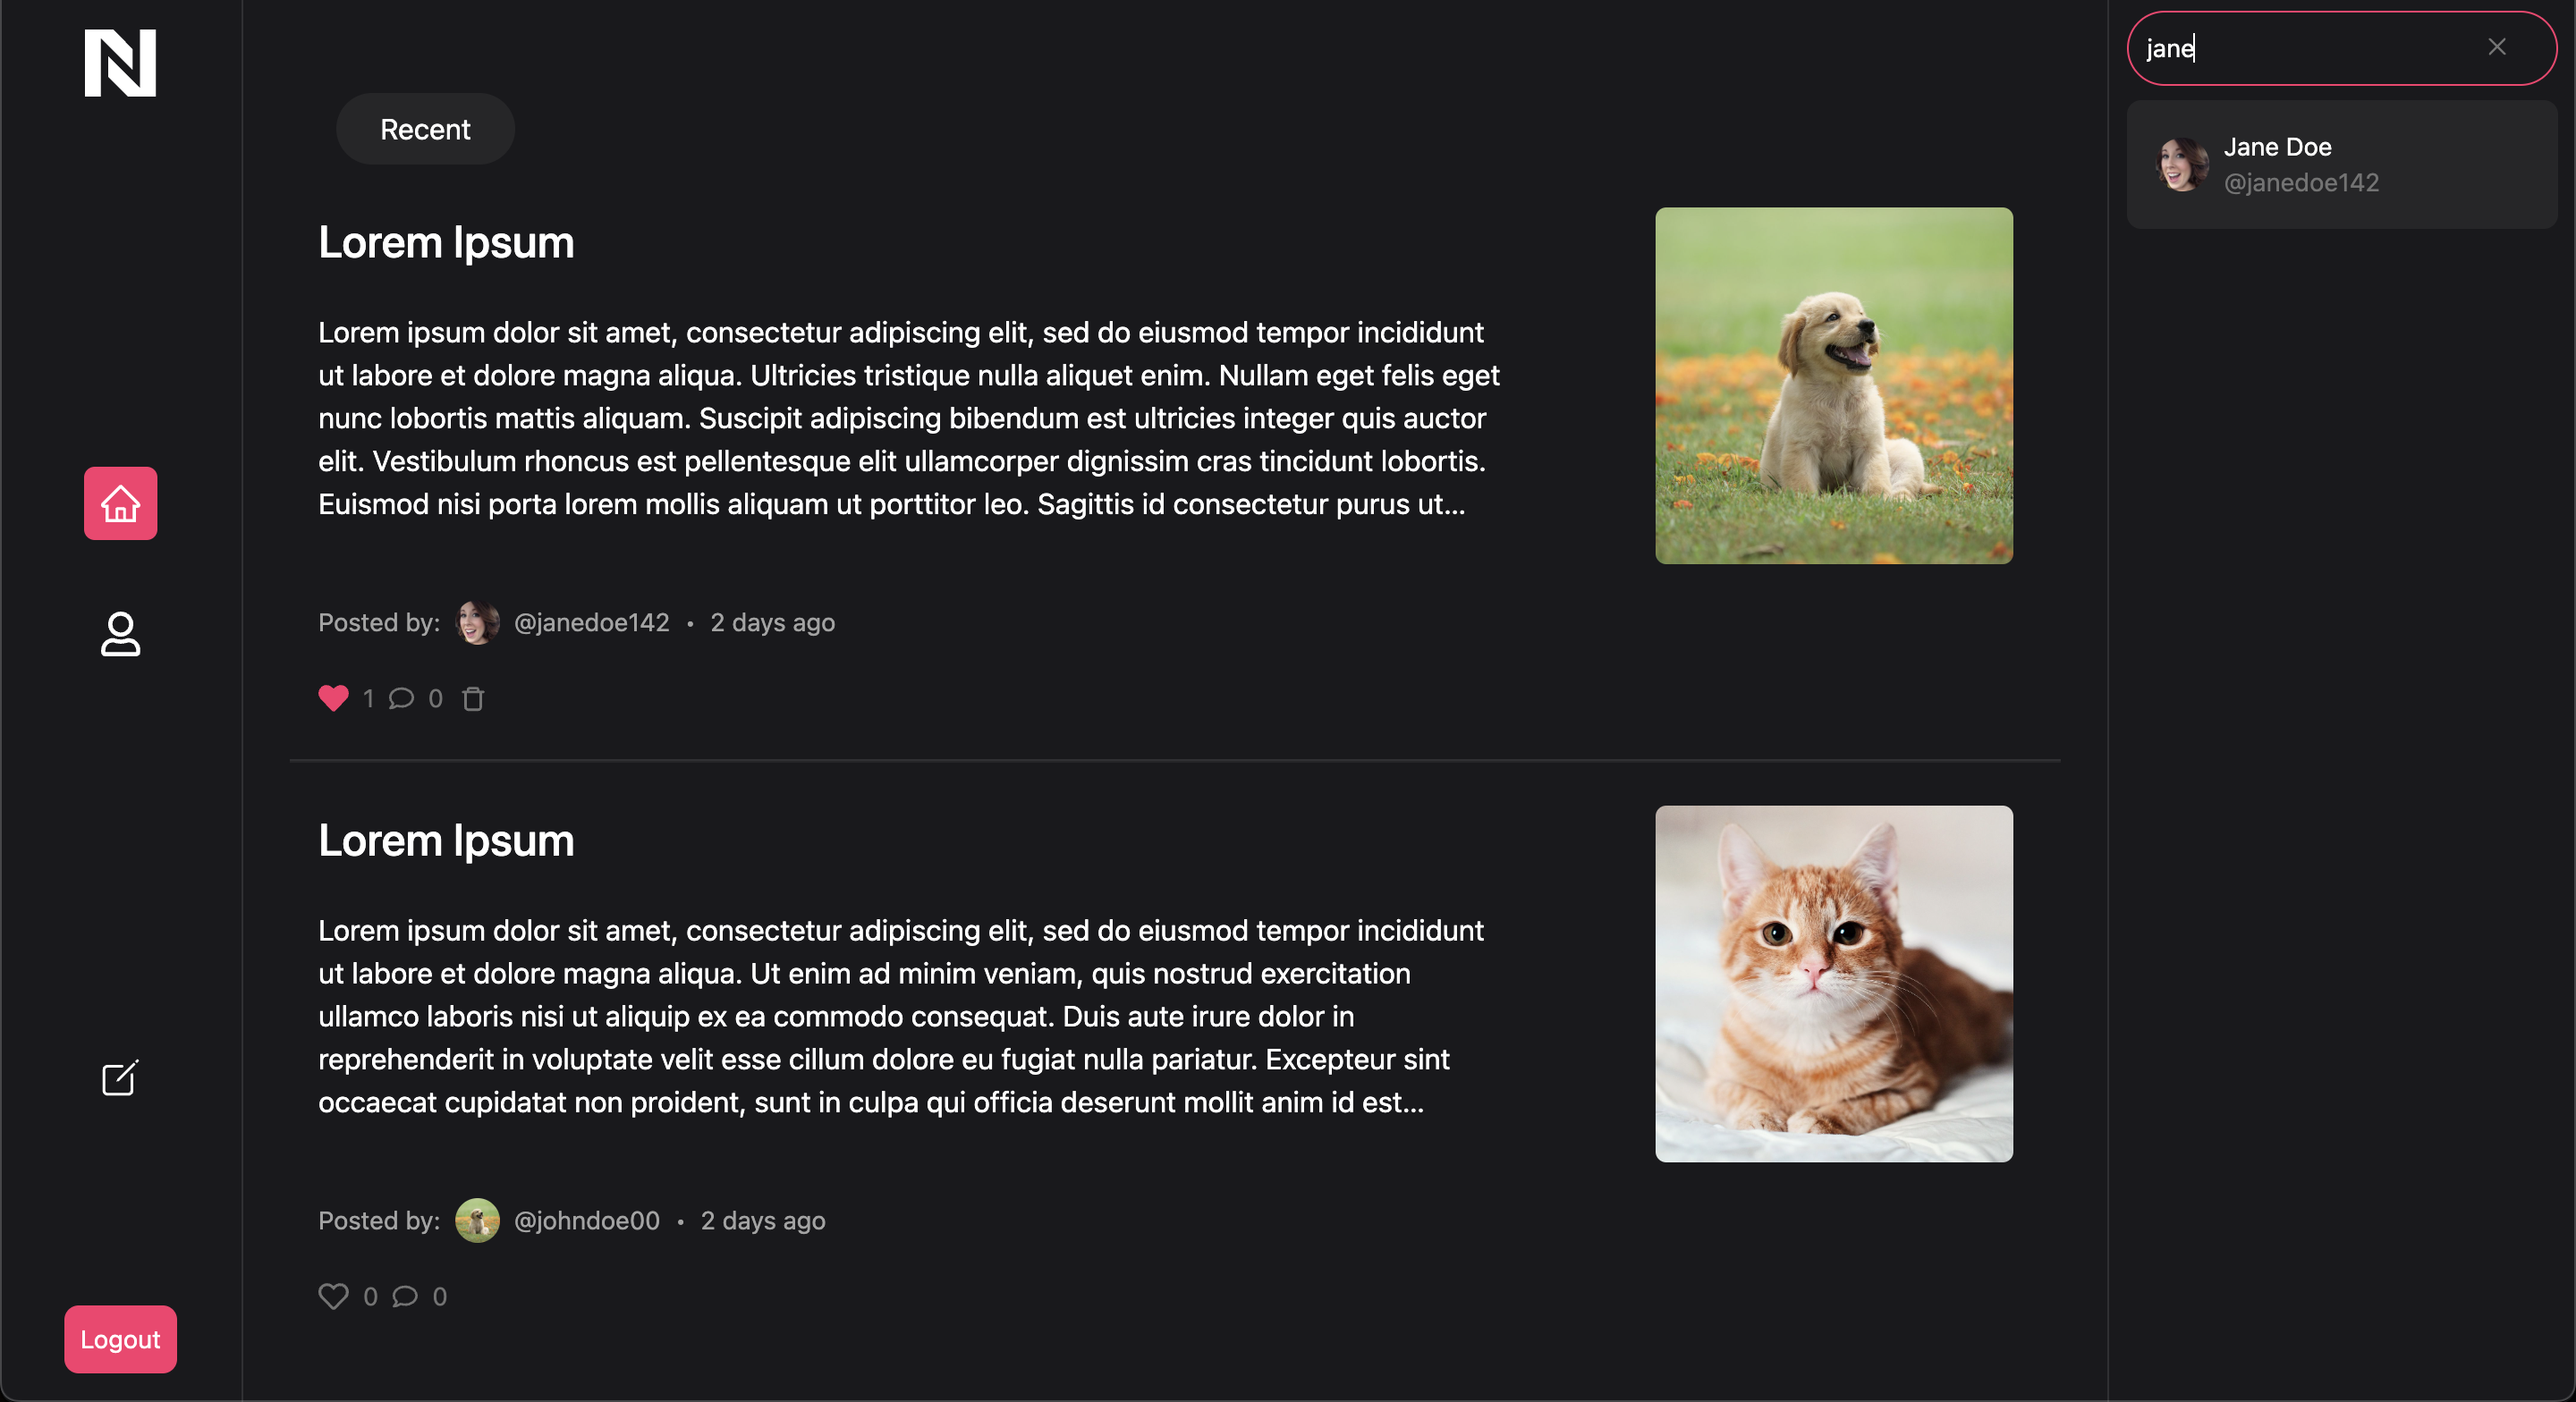 N
Recent
Lorem Ipsum
Lorem ipsum dolor sit amet, consectetur adipiscing elit, sed do eiusmod tempor incididunt
ut labore et dolore magna aliqua. Ultricies tristique nulla aliquet enim. Nullam eget felis eget
nunc lobortis mattis aliquam. Suscipit adipiscing bibendum est ultricies integer quis auctor
elit. Vestibulum rhoncus est pellentesque elit ullamcorper dignissim cras tincidunt lobortis.
Euismod nisi porta lorem mollis aliquam ut porttitor leo. Sagittis id consectetur purus ut...
Posted by: @janedoe142 • 2 days ago
1 0
Lorem Ipsum
Lorem ipsum dolor sit amet, consectetur adipiscing elit, sed do eiusmod tempor incididunt
ut labore et dolore magna aliqua. Ut enim ad minim veniam, quis nostrud exercitation
ullamco laboris nisi ut aliquip ex ea commodo consequat. Duis aute irure dolor in
reprehenderit in voluptate velit esse cillum dolore eu fugiat nulla pariatur. Excepteur sint
occaecat cupidatat non proident, sunt in culpa qui officia deserunt mollit anim id est...
Posted by: @johndoe00 • 2 days ago
0 0
Logout
jane
Jane Doe
@janedoe142